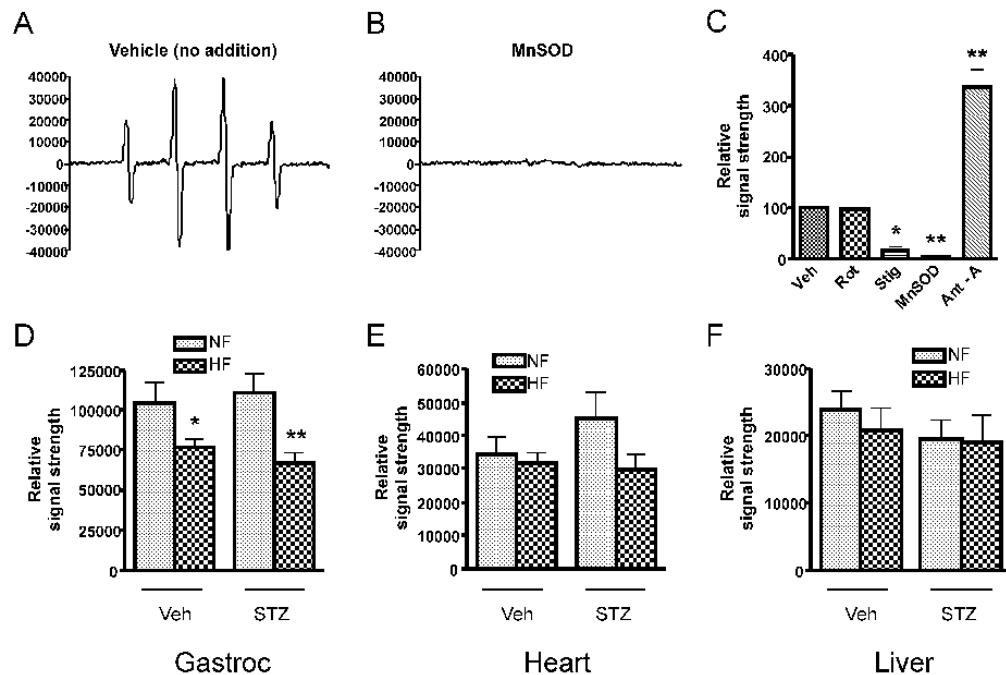 A
Vehicle (no addition)
40000
30000
20000
10000
0
-10000
-20000
-30000
-40000
B
MnSOD
40000
30000
20000
10000
0
-10000
-20000
-30000
-40000
C
Relative
signal strength
400
300
200
100
0
*
**
**
Veh
Rot
Stig
MnSOD
Ant - A
D
NF
HF
Relative
signal strength
125000
100000
75000
50000
25000
0
*
**
Veh
STZ
Gastroc
E
NF
HF
Relative
signal strength
60000
50000
40000
30000
20000
10000
0
Veh
STZ
Heart
F
NF
HF
Relative
signal strength
30000
20000
10000
0
Veh
STZ
Liver